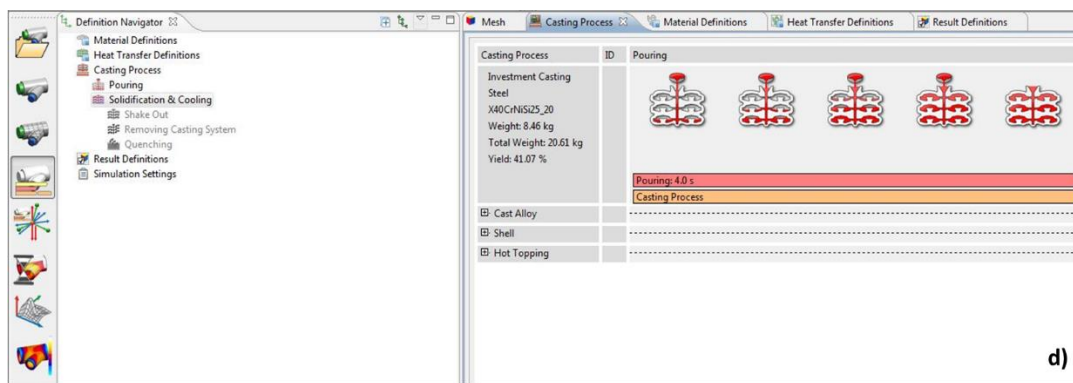 Definition Navigator
Material Definitions
Heat Transfer Definitions
Casting Process
Pouring
Solidification & Cooling
Shake Out
Removing Casting System
Quenching
Result Definitions
Simulation Settings
Mesh
Casting Process
Material Definitions
Heat Transfer Definitions
Result Definitions
Casting Process ID Pouring
Investment Casting
Steel
X40CrNiSi25_20
Weight: 8.46 kg
Total Weight: 20.61 kg
Yield: 41.07 %
Pouring: 4.0 s
Casting Process
Cast Alloy
Shell
Hot Topping
d)